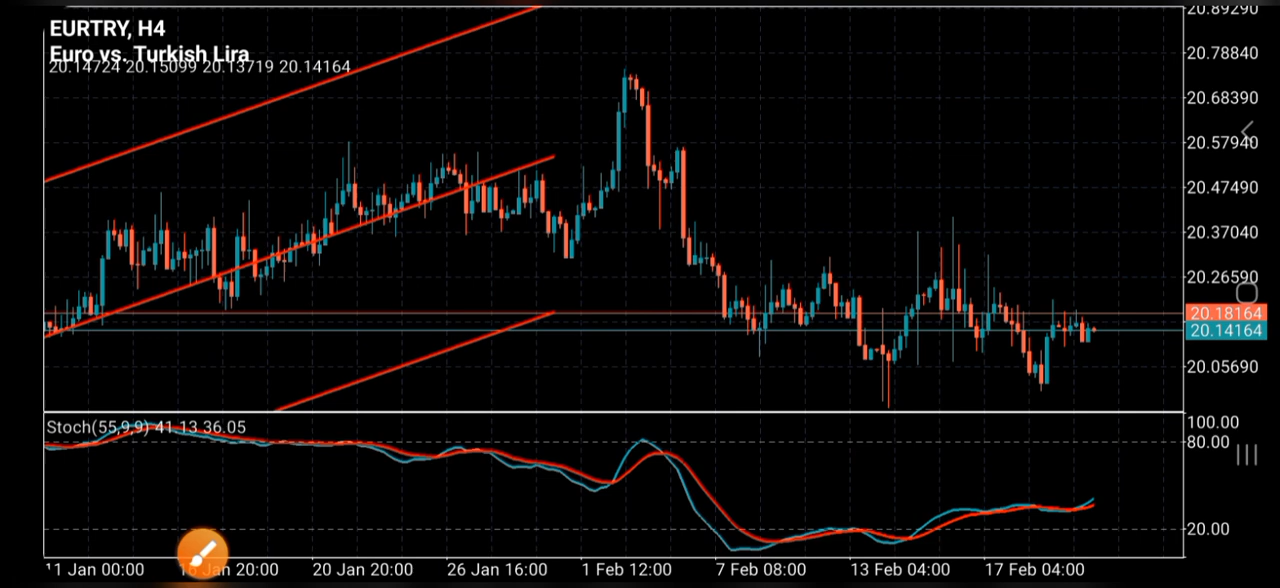 EURTRY, H4
Euro vs. Turkish Lira
20.14724 20.15099 20.13719 20.14164
20.89290
20.78840
20.68390
20.57940
20.47490
20.37040
20.26590
20.18164
20.14164
20.05690
Stoch(55,9,9) 41.13 36.05
100.00
80.00
20.00
11 Jan 00:00 Jan 20:00 20 Jan 20:00 26 Jan 16:00 1 Feb 12:00 7 Feb 08:00 13 Feb 04:00 17 Feb 04:00